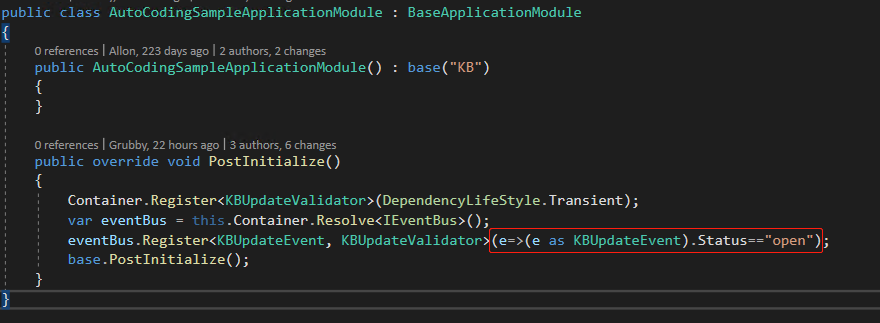 public class AutoCodingSampleApplicationModule : BaseApplicationModule
{
0 references | Allon, 223 days ago | 2 authors, 2 changes
public AutoCodingSampleApplicationModule() : base("KB")
{
}
0 references | Grubby, 22 hours ago | 3 authors, 6 changes
public override void PostInitialize()
{
Container.Register<KBUpdateValidator>(DependencyLifeStyle.Transient);
var eventBus = this.Container.Resolve<IEventBus>();
eventBus.Register<KBUpdateEvent, KBUpdateValidator>(e=>(e as KBUpdateEvent).Status=="open");
base.PostInitialize();
}
}